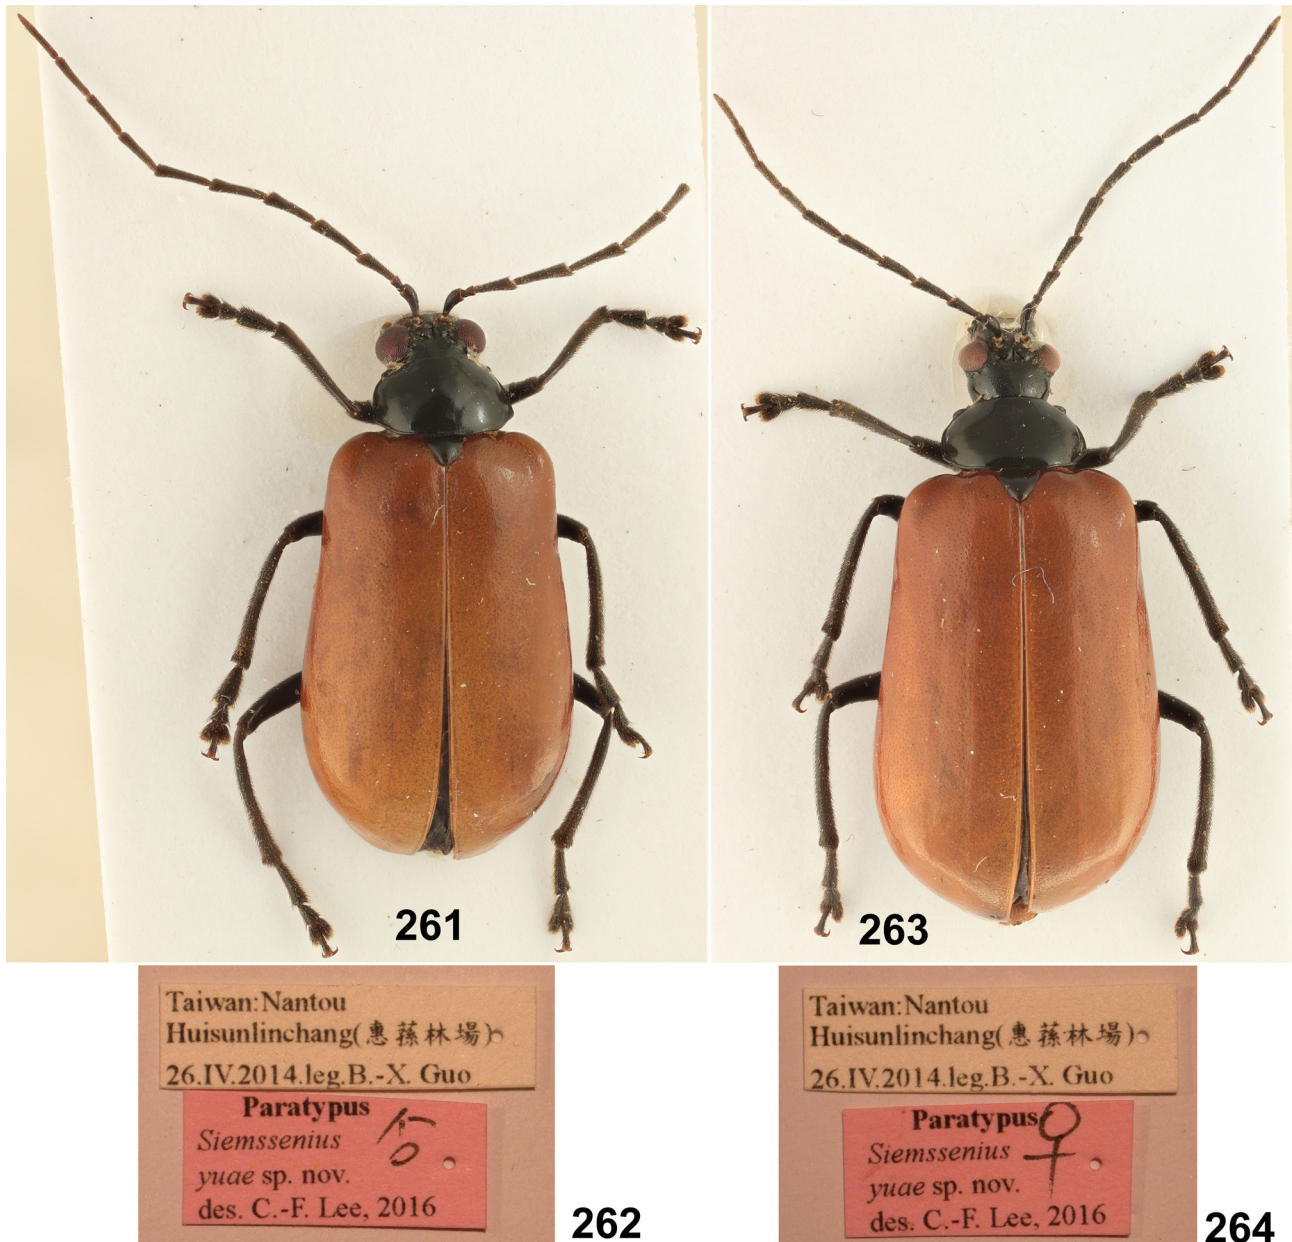 261
263
Taiwan:Nantou
Huisunlinchang(惠蓀林場)
26.IV.2014.leg.B.-X. Guo
Paratypus ♂
Siemssenius
yuae sp. nov.
des. C.-F. Lee, 2016
262
Taiwan:Nantou
Huisunlinchang(惠蓀林場)
26.IV.2014.leg.B.-X. Guo
Paratypus ♀
Siemssenius
yuae sp. nov.
des. C.-F. Lee, 2016
264